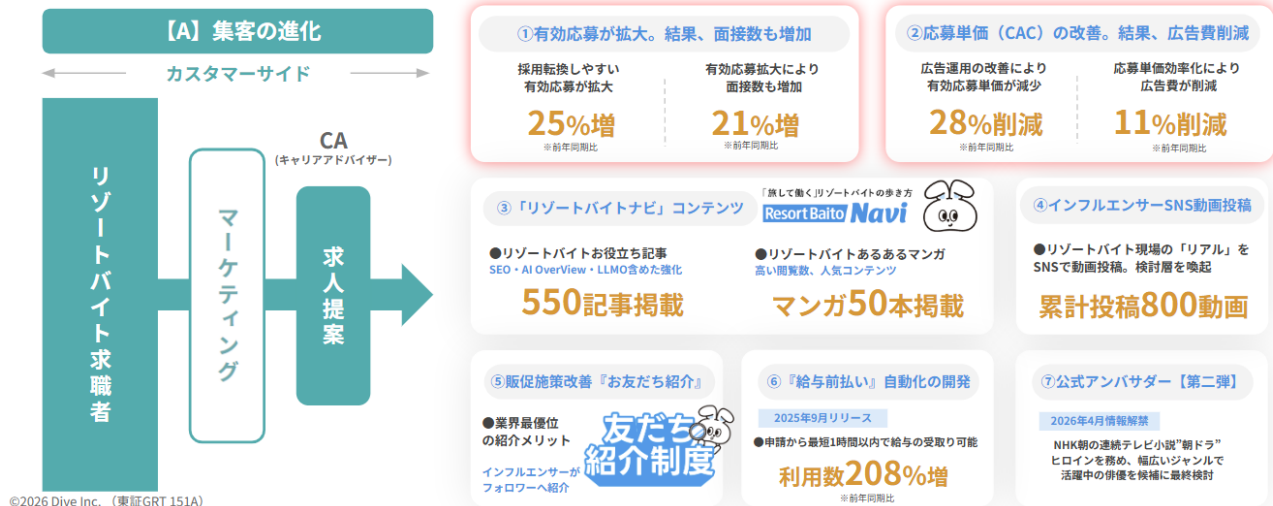 【A】集客の進化
カスタマーサイド
リゾートバイト求職者
マーケティング
CA
(キャリアアドバイザー)
求人提案
①有効応募が拡大。結果、面接数も増加
採用転換しやすい
有効応募が拡大
25%増
※前年同期比
有効応募拡大により
面接数も増加
21%増
※前年同期比
②応募単価（CAC）の改善。結果、広告費削減
広告運用の改善により
有効応募単価が減少
28%削減
※前年同期比
応募単価効率化により
広告費が削減
11%削減
※前年同期比
③「リゾートバイトナビ」コンテンツ
「旅して働く」リゾートバイトの歩き方
Resort Baito Navi
●リゾートバイトお役立ち記事
SEO・AI OverView・LLMO含めた強化
550記事掲載
●リゾートバイトあるあるマンガ
高い閲覧数、人気コンテンツ
マンガ50本掲載
④インフルエンサーSNS動画投稿
●リゾートバイト現場の「リアル」を
SNSで動画投稿。検討層を喚起
累計投稿800動画
⑤販促施策改善『お友だち紹介』
●業界最優位
の紹介メリット
インフルエンサーが
フォロワーへ紹介
友だち
紹介制度
⑥『給与前払い』自動化の開発
2025年9月リリース
●申請から最短1時間以内で給与の受取り可能
利用数208%増
※前年同期比
⑦公式アンバサダー【第二弾】
2026年4月情報解禁
NHK朝の連続テレビ小説”朝ドラ”
ヒロインを務め、幅広いジャンルで
活躍中の俳優を候補に最終検討
©2026 Dive Inc. （東証GRT 151A）